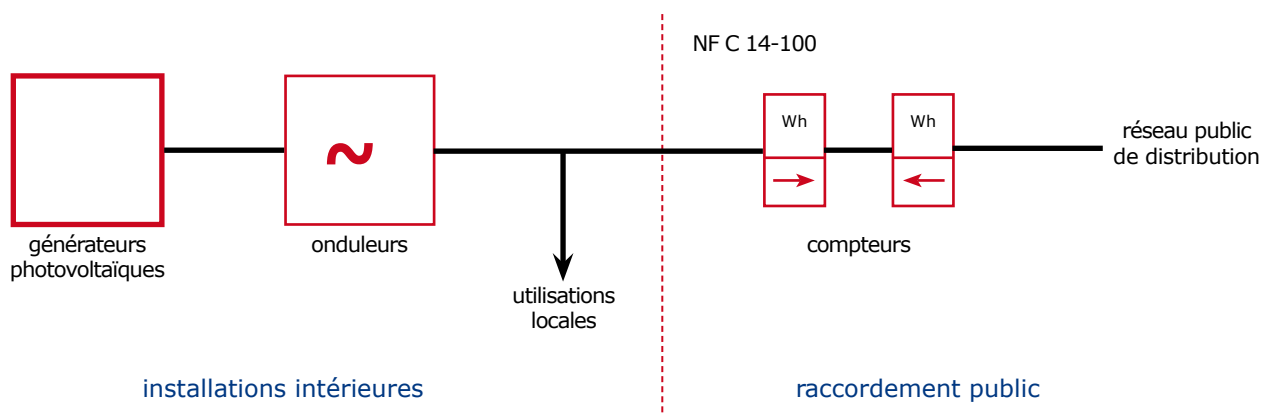 NF C 14-100
Wh
Wh
réseau public
de distribution
générateurs
photovoltaïques
onduleurs
compteurs
utilisations
locales
installations intérieures
raccordement public